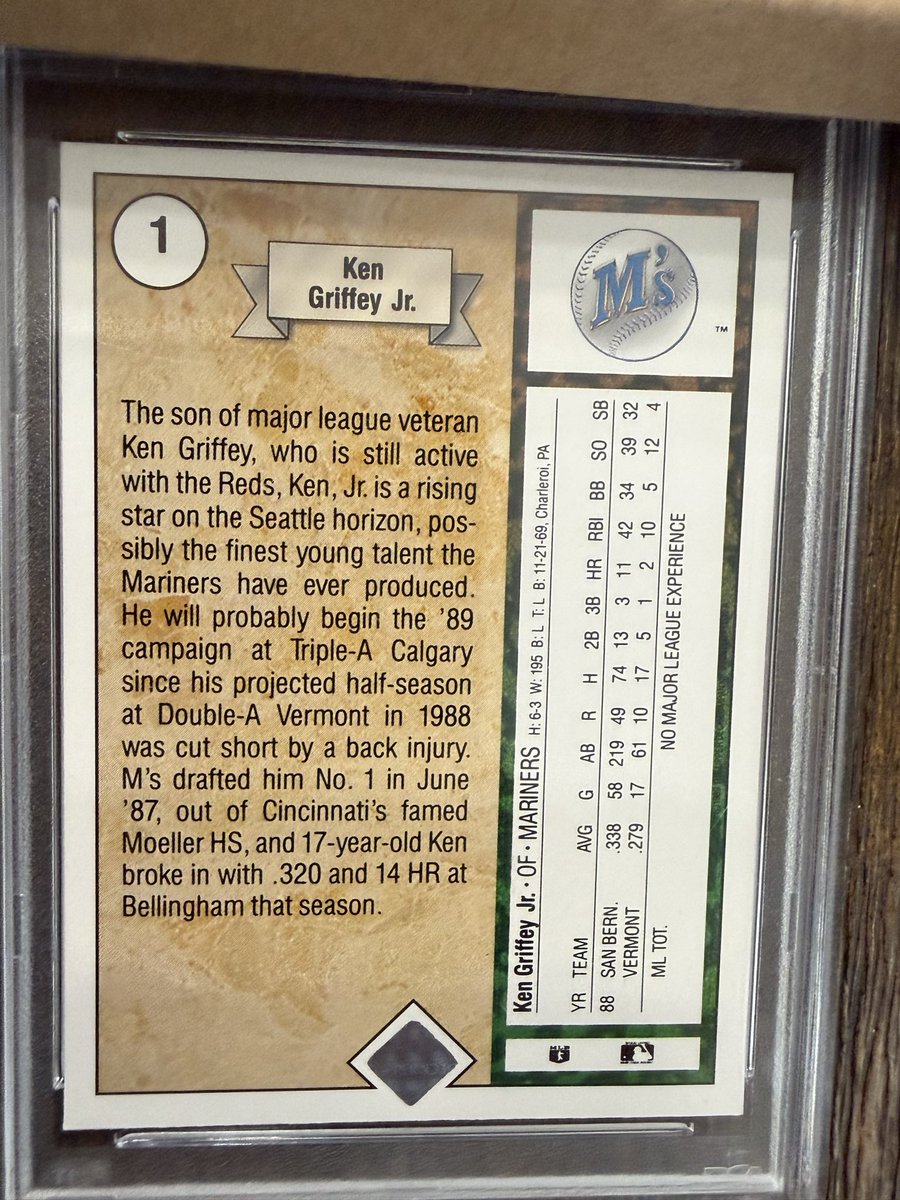 1
Ken
Griffey Jr.
The son of major league veteran
Ken Griffey, who is still active
with the Reds, Ken, Jr. is a rising
star on the Seattle horizon, pos-
sibly the finest young talent the
Mariners have ever produced.
He will probably begin the '89
campaign at Triple-A Calgary
since his projected half-season
at Double-A Vermont in 1988
was cut short by a back injury.
M's drafted him No. 1 in June
'87, out of Cincinnati's famed
Moeller HS, and 17-year-old Ken
broke in with .320 and 14 HR at
Bellingham that season.
M's
TM
Ken Griffey Jr. • OF • MARINERS H: 6-3 W: 195 B: L T: L B: 11-21-69, Charleroi, PA
YR TEAM AVG G AB R H 2B 3B HR RBI BB SO SB
88 SAN BERN. .338 58 219 49 74 13 3 11 42 34 39 32
VERMONT .279 17 61 10 17 5 1 2 10 5 12 4
ML TOT. NO MAJOR LEAGUE EXPERIENCE